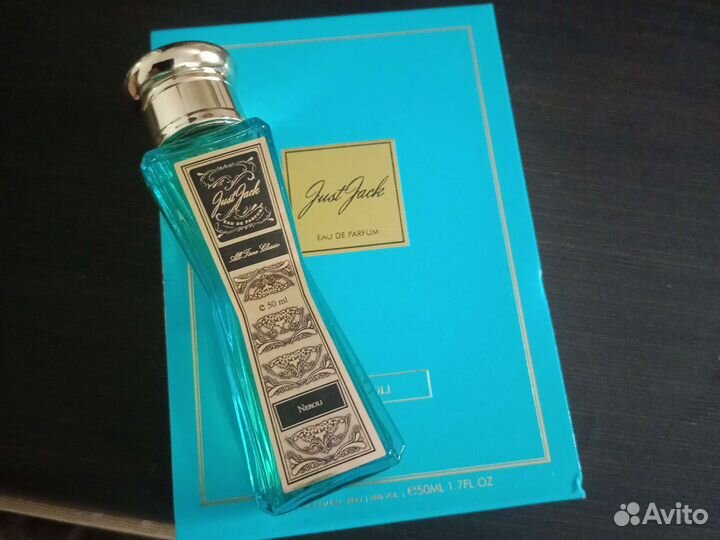 Just Jack
EAU DE PARFUM
All Time Classic
e 50 ml
NEROLI
Just Jack
EAU DE PARFUM
℮50ML 1.7FL.OZ
Avito